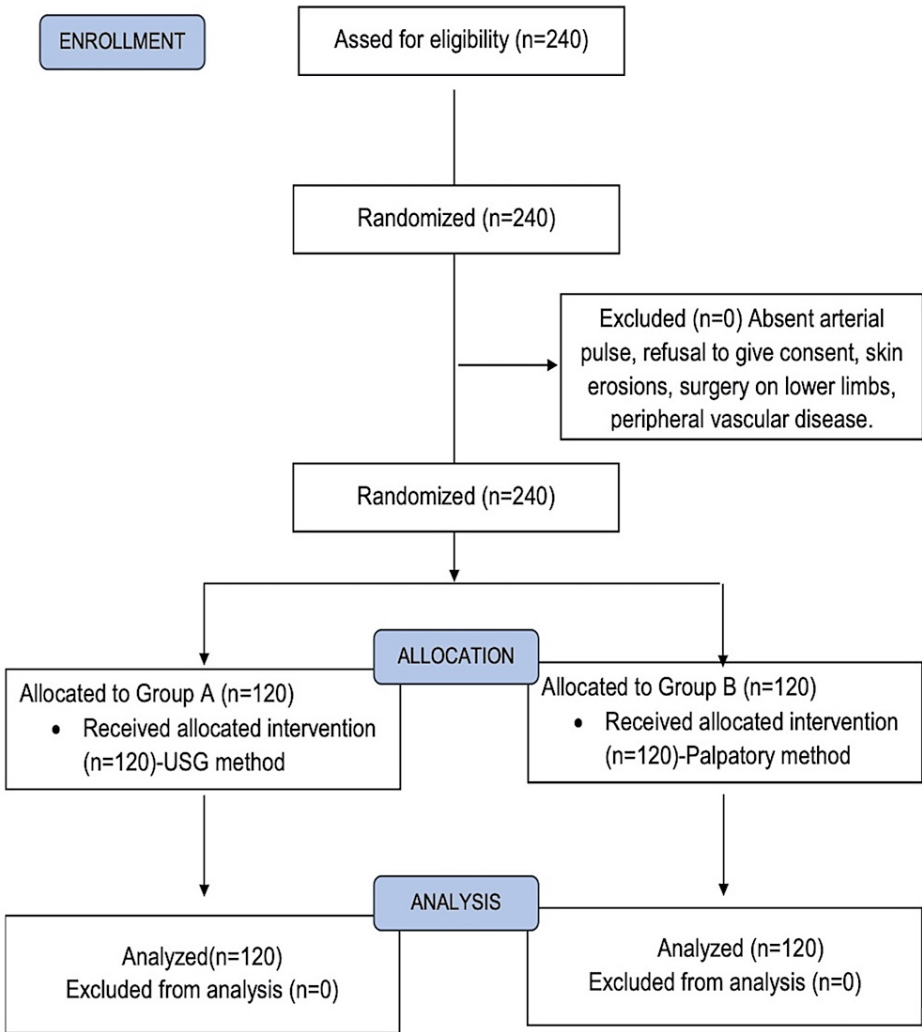 ENROLLMENT
Assed for eligibility (n=240)
Randomized (n=240)
Excluded (n=0) Absent arterial
pulse, refusal to give consent, skin
erosions, surgery on lower limbs,
peripheral vascular disease.
Randomized (n=240)
ALLOCATION
Allocated to Group A (n=120)
• Received allocated intervention
(n=120)-USG method
Allocated to Group B (n=120)
• Received allocated intervention
(n=120)-Palpatory method
ANALYSIS
Analyzed(n=120)
Excluded from analysis (n=0)
Analyzed (n=120)
Excluded from analysis (n=0)